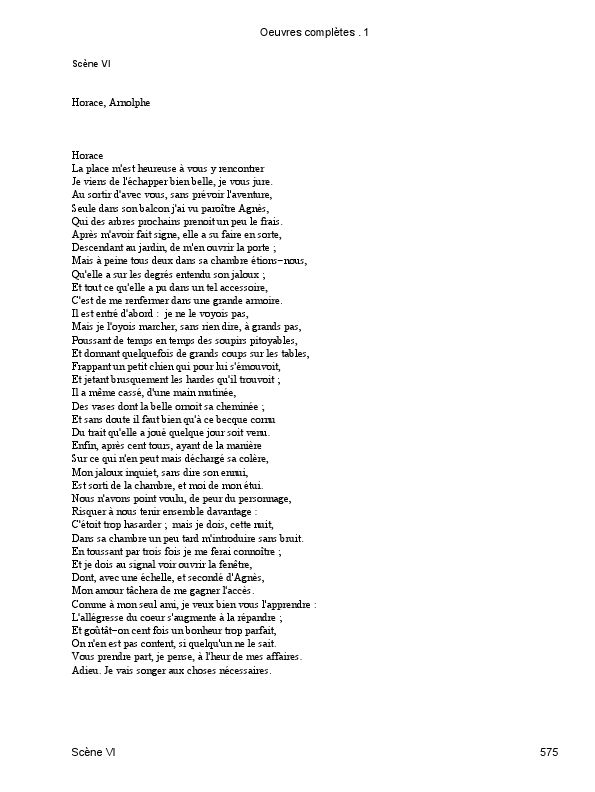 Oeuvres complètes . 1
Scène VI
Horace, Arnolphe
Horace
La place m'est heureuse à vous y rencontrer
Je viens de l'échapper bien belle, je vous jure.
Au sortir d'avec vous, sans prévoir l'aventure,
Seule dans son balcon j'ai vu paroître Agnès,
Qui des arbres prochains prenoit un peu le frais.
Après m'avoir fait signe, elle a su faire en sorte,
Descendant au jardin, de m'en ouvrir la porte ;
Mais à peine tous deux dans sa chambre étions−nous,
Qu'elle a sur les degrés entendu son jaloux ;
Et tout ce qu'elle a pu dans un tel accessoire,
C'est de me renfermer dans une grande armoire.
Il est entré d'abord :  je ne le voyois pas,
Mais je l'oyois marcher, sans rien dire, à grands pas,
Poussant de temps en temps des soupirs pitoyables,
Et donnant quelquefois de grands coups sur les tables,
Frappant un petit chien qui pour lui s'émouvoit,
Et jetant brusquement les hardes qu'il trouvoit ;
Il a même cassé, d'une main mutinée,
Des vases dont la belle ornoit sa cheminée ;
Et sans doute il faut bien qu'à ce becque cornu
Du trait qu'elle a joué quelque jour soit venu.
Enfin, après cent tours, ayant de la manière
Sur ce qui n'en peut mais déchargé sa colère,
Mon jaloux inquiet, sans dire son ennui,
Est sorti de la chambre, et moi de mon étui.
Nous n'avons point voulu, de peur du personnage,
Risquer à nous tenir ensemble davantage :
C'étoit trop hasarder ;  mais je dois, cette nuit,
Dans sa chambre un peu tard m'introduire sans bruit.
En toussant par trois fois je me ferai connoître ;
Et je dois au signal voir ouvrir la fenêtre,
Dont, avec une échelle, et secondé d'Agnès,
Mon amour tâchera de me gagner l'accès.
Comme à mon seul ami, je veux bien vous l'apprendre :
L'allégresse du coeur s'augmente à la répandre ;
Et goûtât−on cent fois un bonheur trop parfait,
On n'en est pas content, si quelqu'un ne le sait.
Vous prendre part, je pense, à l'heur de mes affaires.
Adieu. Je vais songer aux choses nécessaires.
Scène VI
575